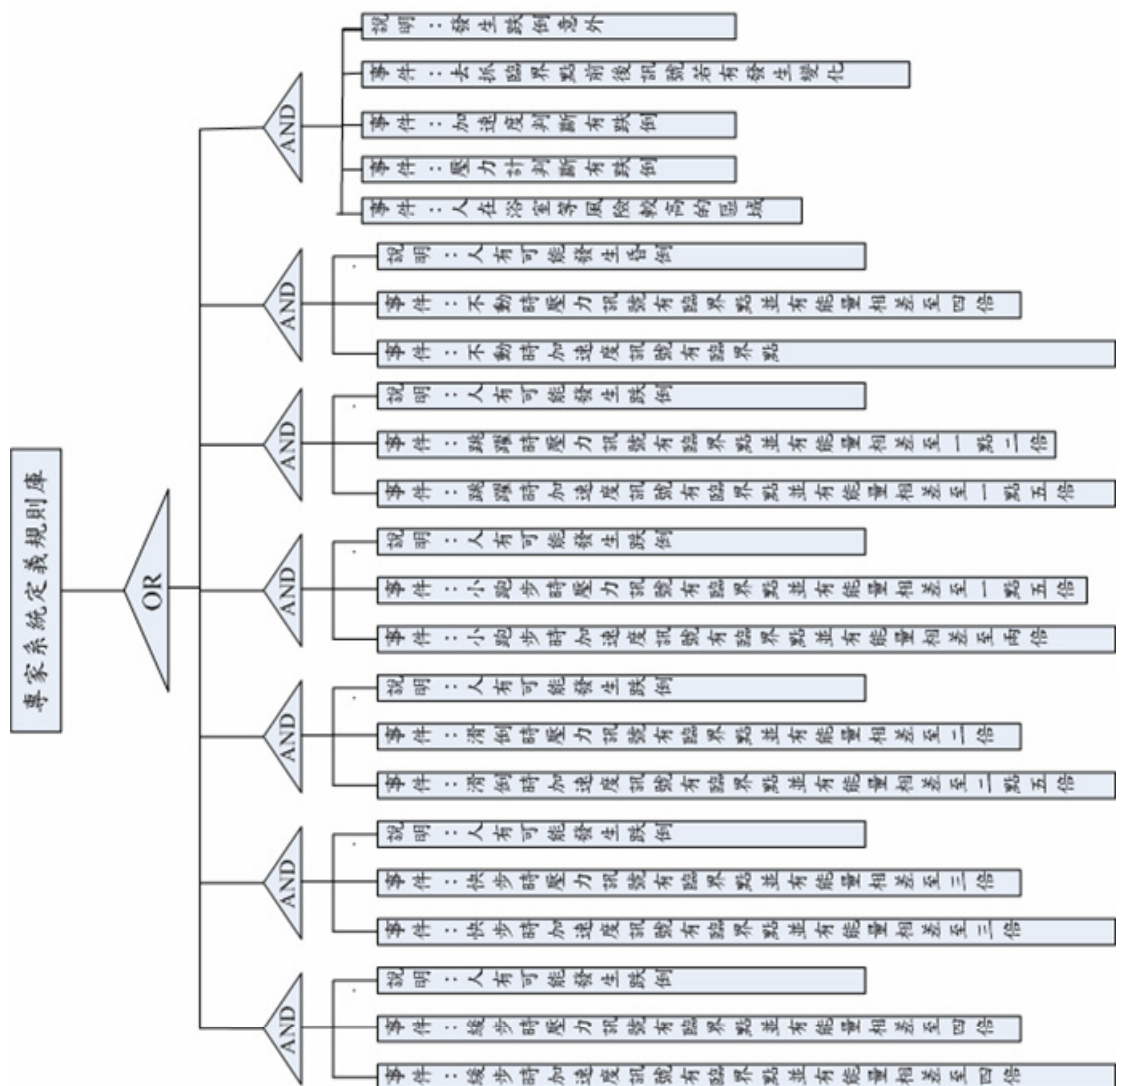 專家系統定義規則庫
OR
AND
事件：緩步時加速度訊號有臨界點並有能量相差至四倍
事件：緩步時壓力訊號有臨界點並有能量相差至四倍
說明：人有可能發生跌倒
AND
事件：快步時加速度訊號有臨界點並有能量相差至三倍
事件：快步時壓力訊號有臨界點並有能量相差至三倍
說明：人有可能發生跌倒
AND
事件：滑倒時加速度訊號有臨界點並有能量相差至二點五倍
事件：滑倒時壓力訊號有臨界點並有能量相差至二倍
說明：人有可能發生跌倒
AND
事件：小跑步時加速度訊號有臨界點並有能量相差至兩倍
事件：小跑步時壓力訊號有臨界點並有能量相差至一點五倍
說明：人有可能發生跌倒
AND
事件：跳躍時加速度訊號有臨界點並有能量相差至一點五倍
事件：跳躍時壓力訊號有臨界點並有能量相差至一點二倍
說明：人有可能發生跌倒
AND
事件：不動時加速度訊號有臨界點
事件：不動時壓力訊號有臨界點並有能量相差至四倍
說明：人有可能發生昏倒
AND
事件：人在浴室等風險較高的區域
事件：壓力計判斷有跌倒
事件：加速度判斷有跌倒
事件：去抓臨界點前後訊號若有發生變化
說明：發生跌倒意外